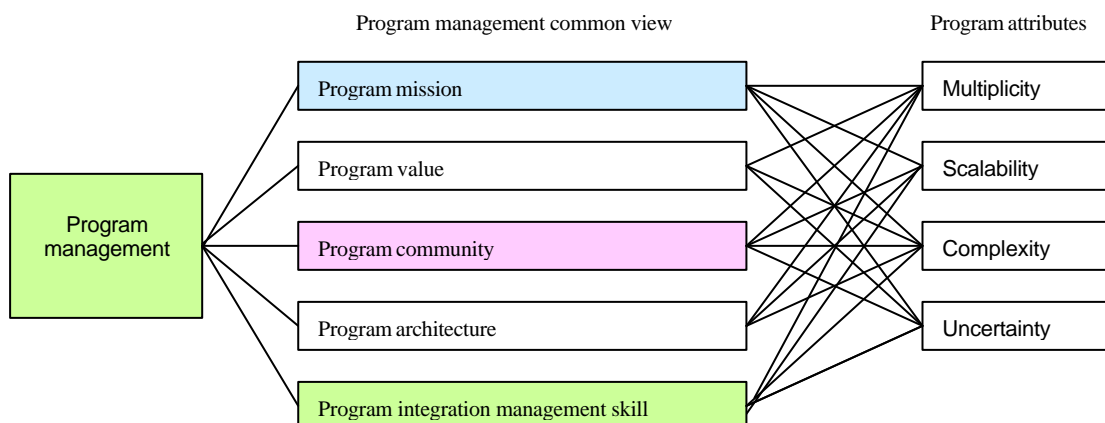 Program management common view
Program attributes
Program
management
Program mission
Program value
Program community
Program architecture
Program integration management skill
Multiplicity
Scalability
Complexity
Uncertainty